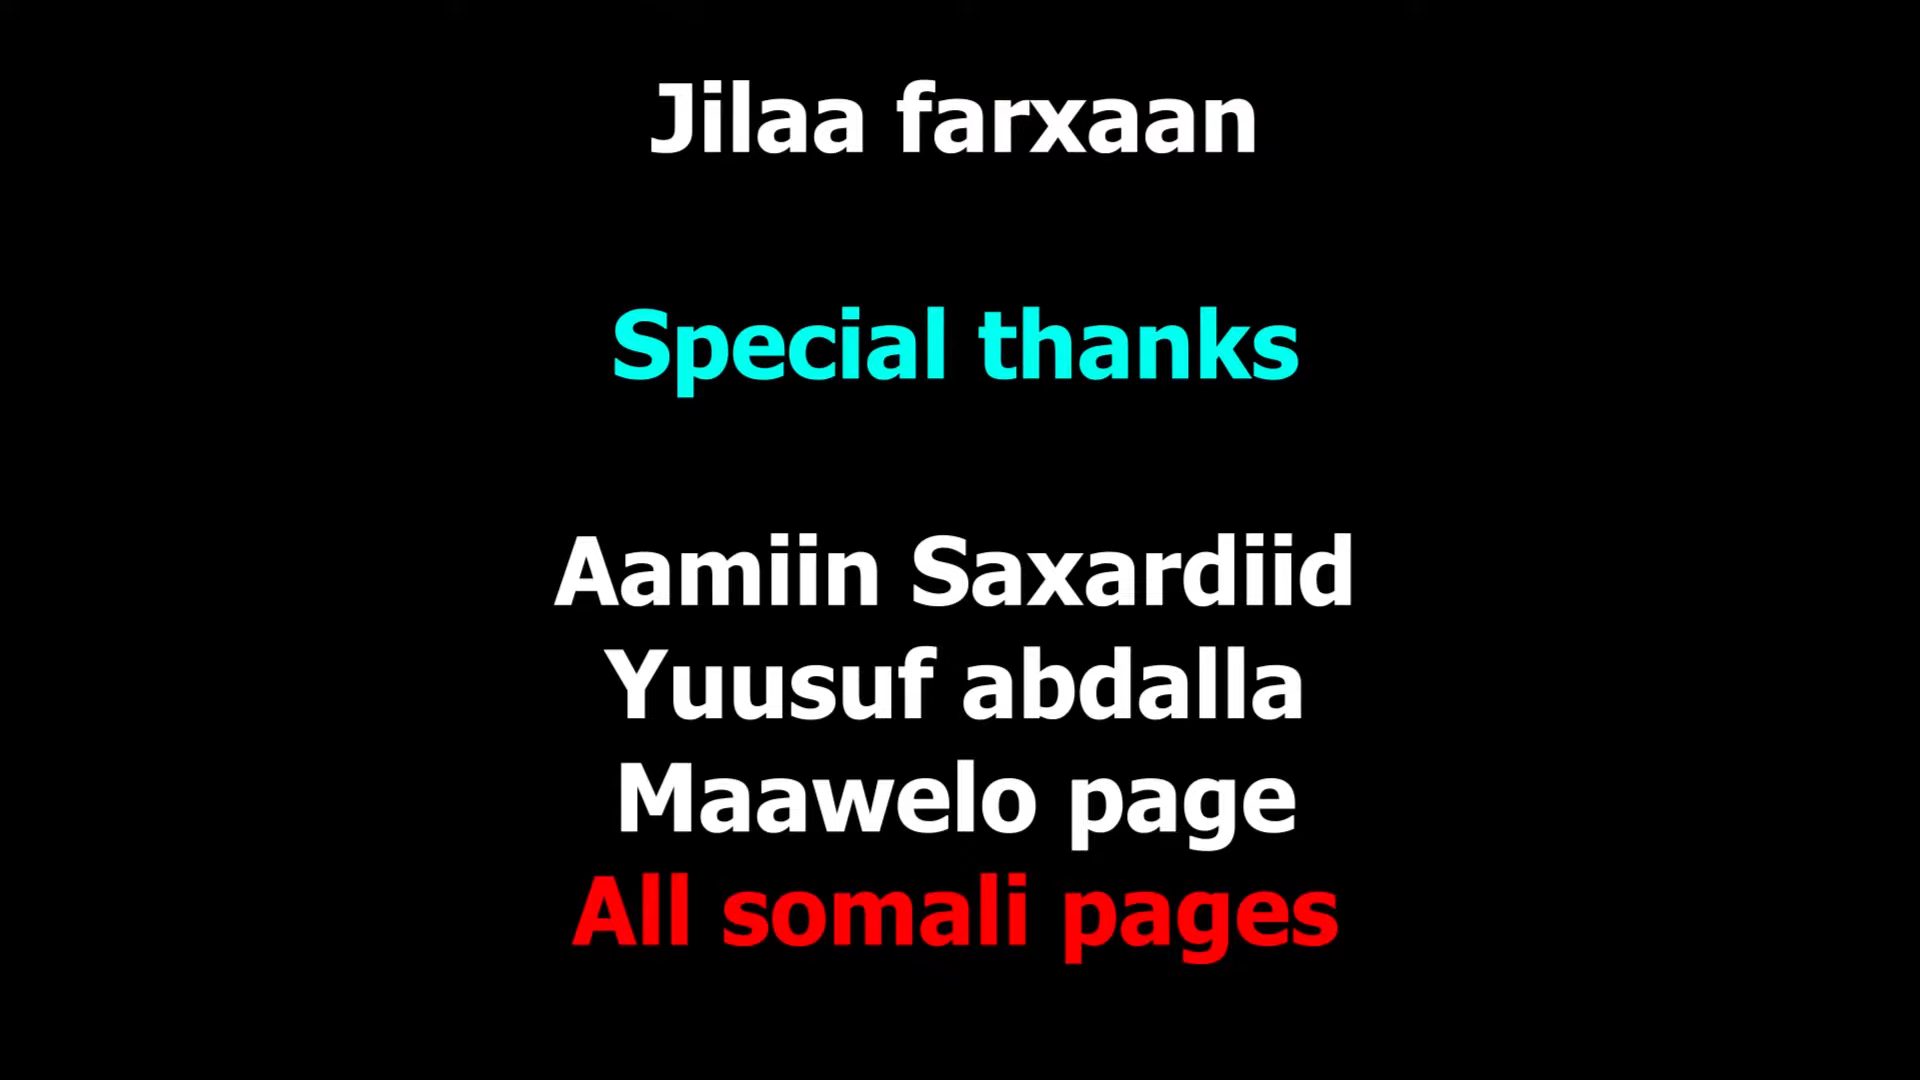 Jilaa farxaan
Special thanks
Aamiin Saxardiid
Yuusuf abdalla
Maawelo page
All somali pages